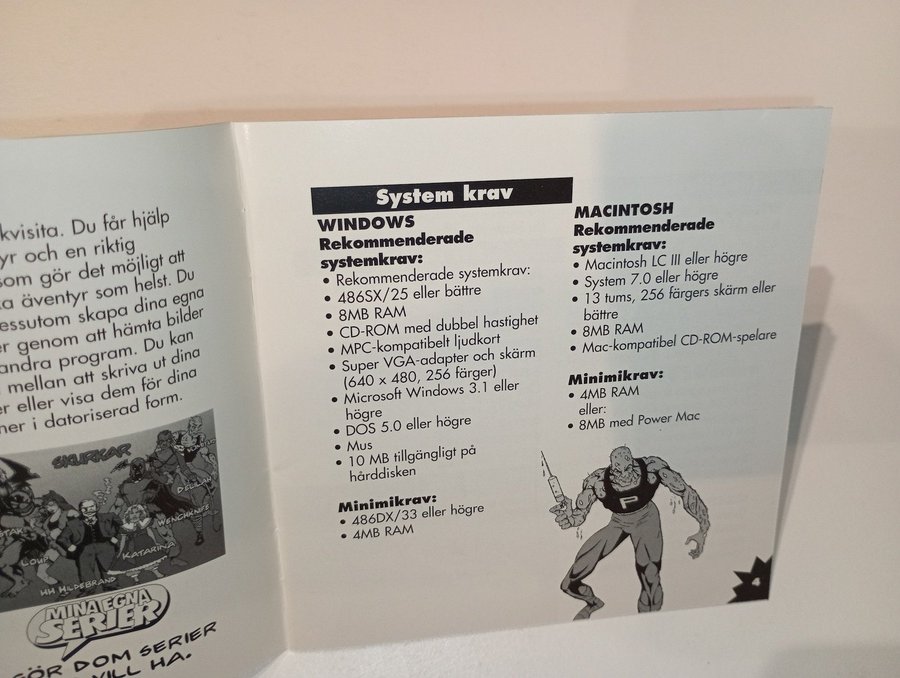 kvisita. Du får hjälp
yr och en riktig
som gör det möjligt att
ka äventyr som helst. Du
essutom skapa dina egna
er genom att hämta bilder
andra program. Du kan
mellan att skriva ut dina
er eller visa dem för dina
ner i datoriserad form.
SKURKAR
DELILAH
WENCHKNIFE
KATARINA
LOUP
HH HILDEBRAND
MINA EGNA
SERIER
GÖR DOM SERIER
VILL HA.
System krav
WINDOWS
Rekommenderade
systemkrav:
• Rekommenderade systemkrav:
• 486SX/25 eller bättre
• 8MB RAM
• CD-ROM med dubbel hastighet
• MPC-kompatibelt ljudkort
• Super VGA-adapter och skärm
(640 x 480, 256 färger)
• Microsoft Windows 3.1 eller
högre
• DOS 5.0 eller högre
• Mus
• 10 MB tillgängligt på
hårddisken
Minimikrav:
• 486DX/33 eller högre
• 4MB RAM
MACINTOSH
Rekommenderade
systemkrav:
• Macintosh LC III eller högre
• System 7.0 eller högre
• 13 tums, 256 färgers skärm eller
bättre
• 8MB RAM
• Mac-kompatibel CD-ROM-spelare
Minimikrav:
• 4MB RAM
eller:
• 8MB med Power Mac
P
4